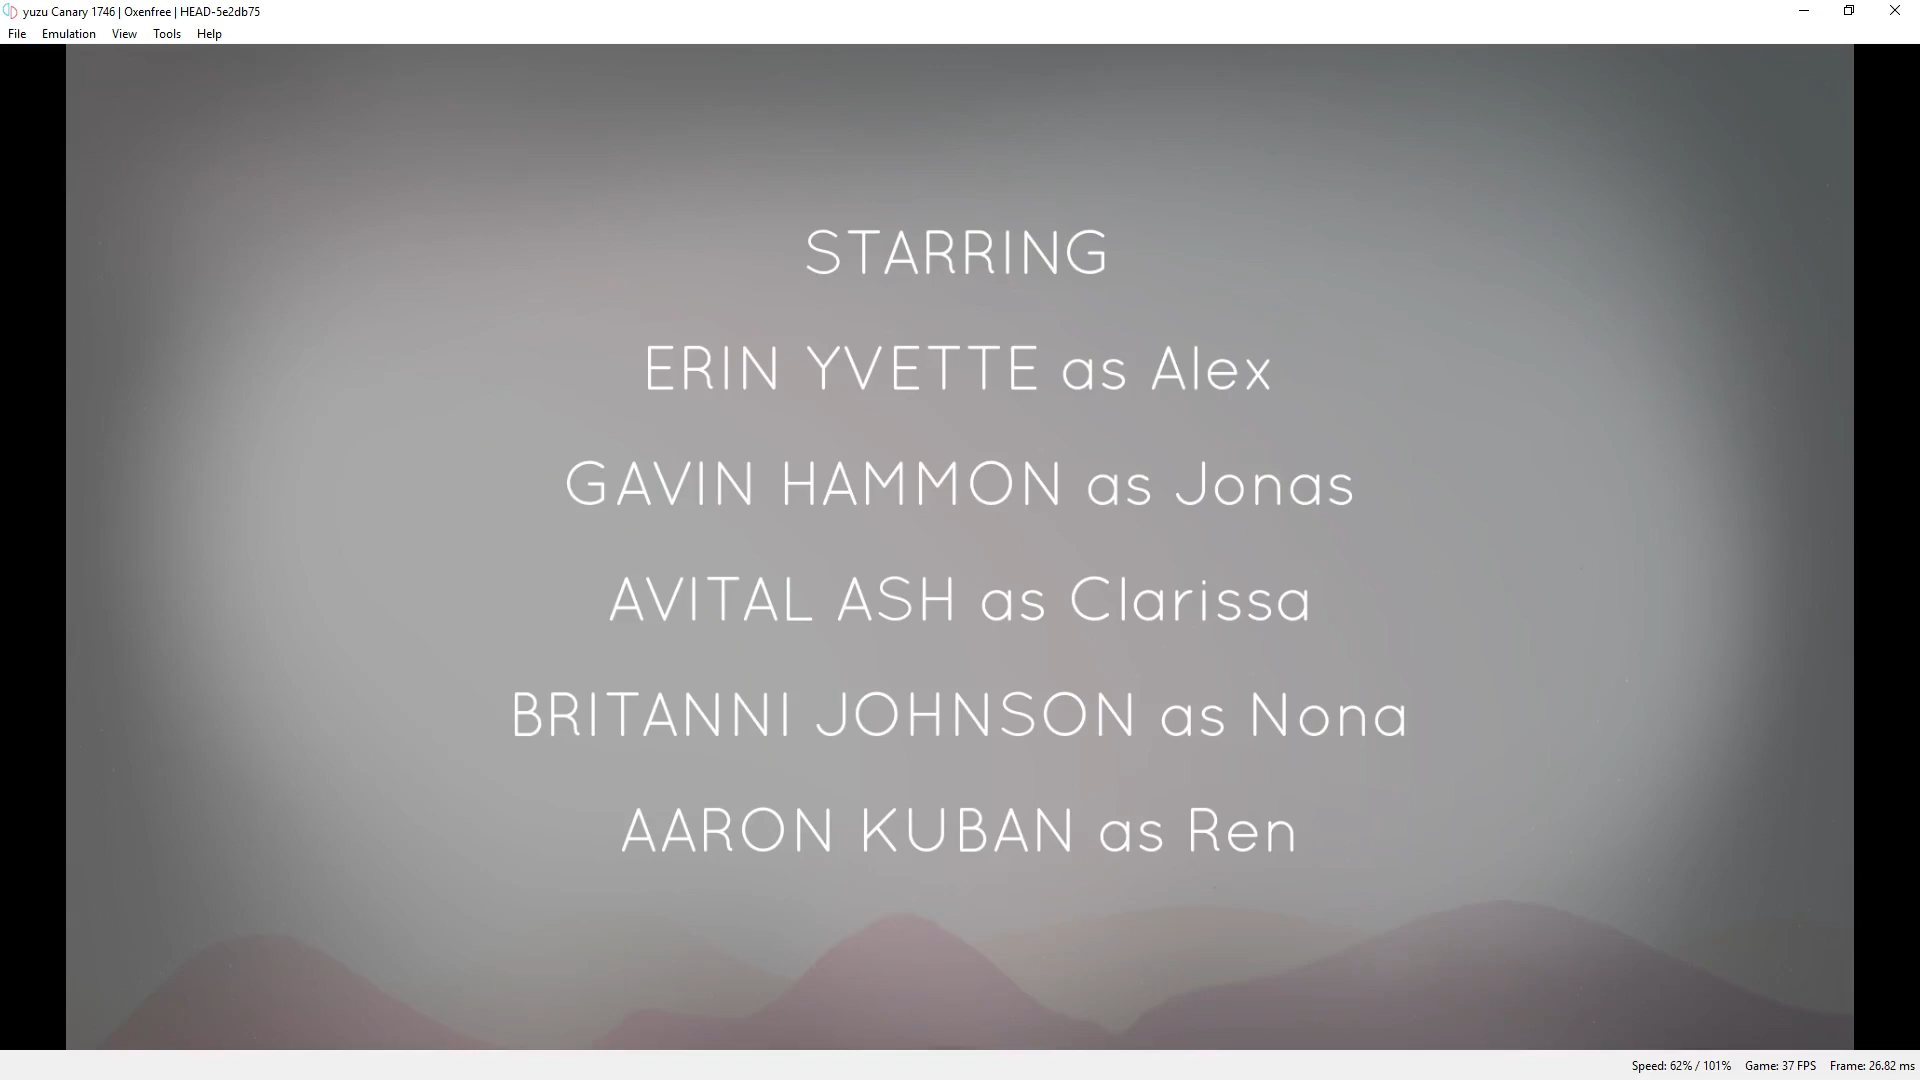 yuzu Canary 1746 | Oxenfree | HEAD-5e2db75
File Emulation View Tools Help
STARRING
ERIN YVETTE as Alex
GAVIN HAMMON as Jonas
AVITAL ASH as Clarissa
BRITANNI JOHNSON as Nona
AARON KUBAN as Ren
Speed: 62% / 101% Game: 37 FPS Frame: 26.82 ms